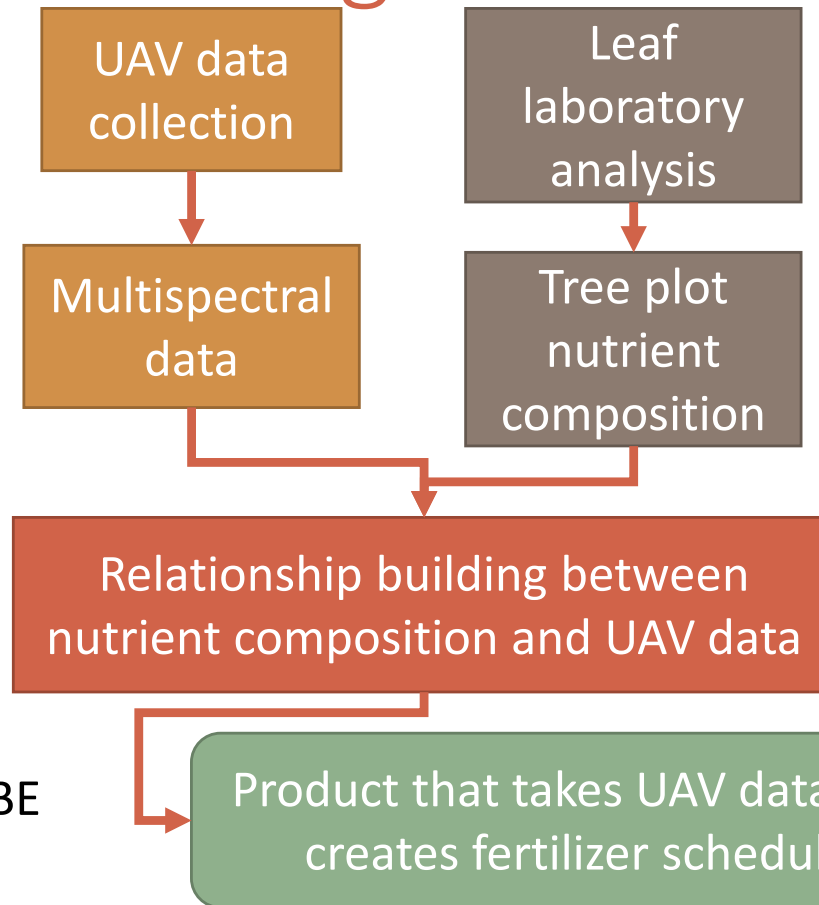 UAV data
collection
Leaf
laboratory
analysis
Multispectral
data
Tree plot
nutrient
composition
Relationship building between
nutrient composition and UAV data
BE
Product that takes UAV data
creates fertilizer schedul